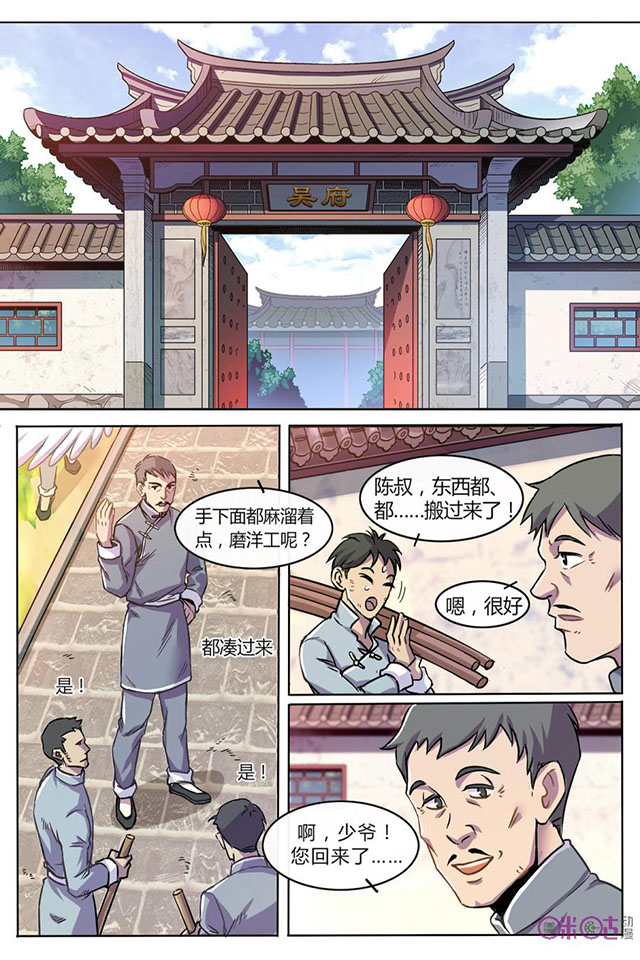 吴府
手下面都麻溜着
点，磨洋工呢？
都凑过来
是！
是！
陈叔，东西都、
都……搬过来了！
嗯，很好
啊，少爷！
您回来了……
咪咕
动漫